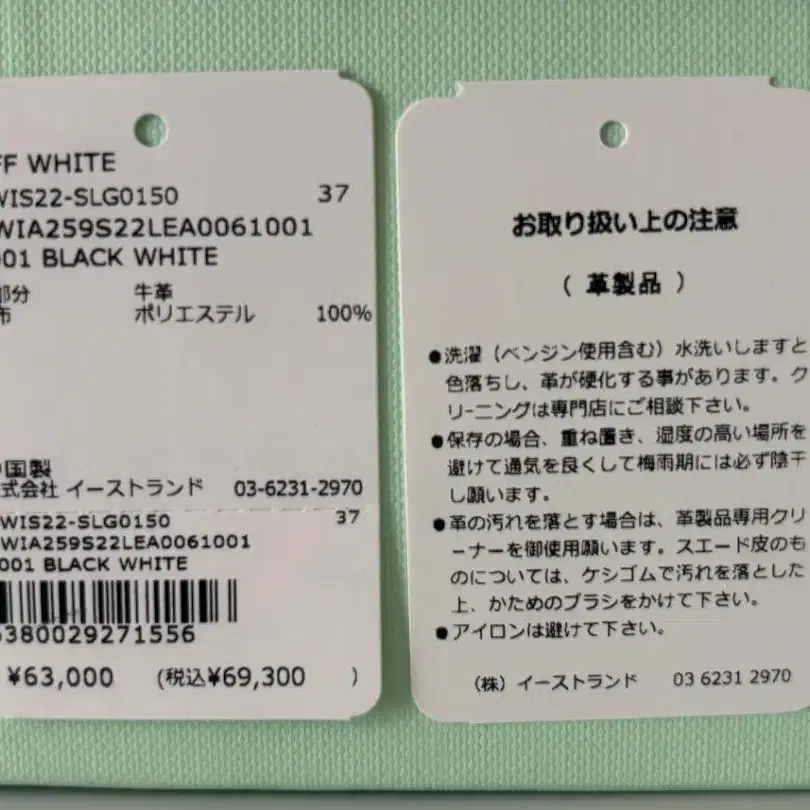 FF WHITE
WIS22-SLG0150 37
WIA259S22LEA0061001
001 BLACK WHITE
部分 牛革
布 ポリエステル 100%
中国製
式会社 イーストランド 03-6231-2970
WIS22-SLG0150 37
WIA259S22LEA0061001
001 BLACK WHITE
6380029271556
¥63,000 (税込¥69,300 )
お取り扱い上の注意
( 革製品 )
●洗濯(ベンジン使用含む)水洗いしますと
色落ちし、革が硬化する事があります。ク
リーニングは専門店にご相談下さい。
●保存の場合、重ね置き、湿度の高い場所を
避けて通気を良くして梅雨期には必ず陰干
し願います。
●革の汚れを落とす場合は、革製品専用クリ
ーナーを御使用願います。スエード皮のも
のについては、ケシゴムで汚れを落とした
上、かためのブラシをかけて下さい。
●アイロンは避けて下さい。
(株)イーストランド 03 6231 2970